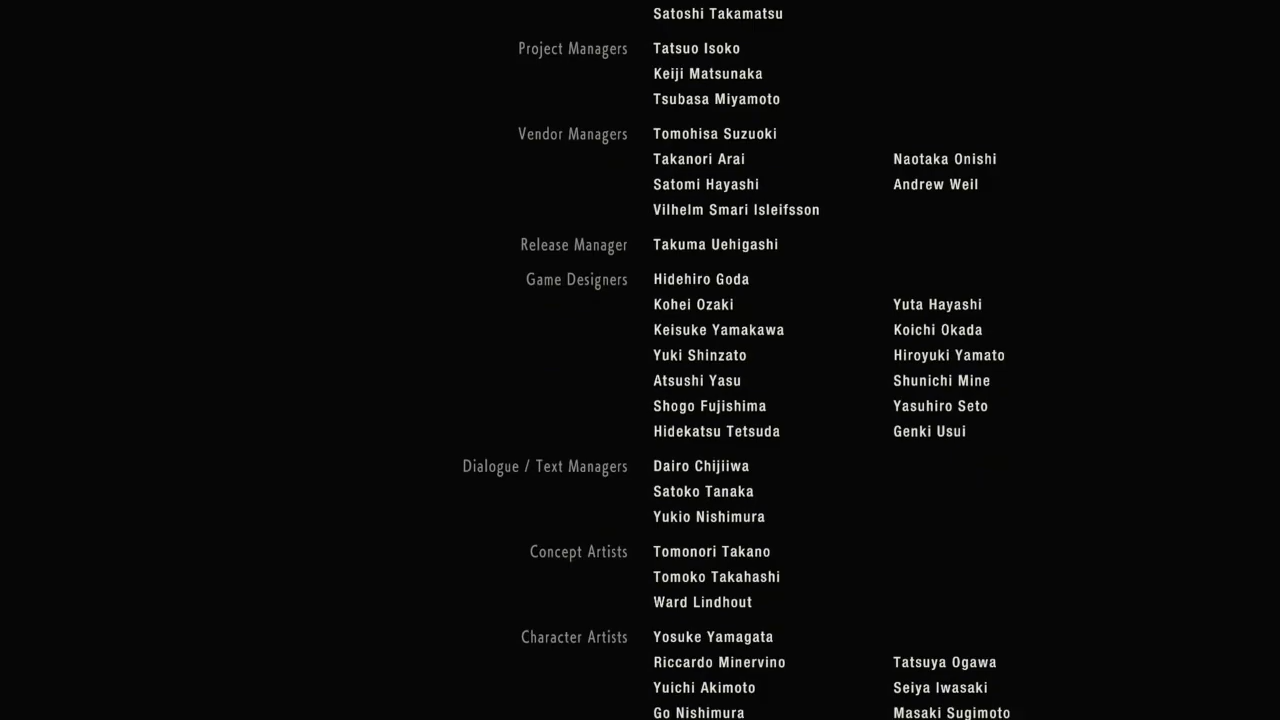 Satoshi Takamatsu
Project Managers Tatsuo Isoko
Keiji Matsunaka
Tsubasa Miyamoto
Vendor Managers Tomohisa Suzuoki
Takanori Arai Naotaka Onishi
Satomi Hayashi Andrew Weil
Vilhelm Smari Isleifsson
Release Manager Takuma Uehigashi
Game Designers Hidehiro Goda
Kohei Ozaki Yuta Hayashi
Keisuke Yamakawa Koichi Okada
Yuki Shinzato Hiroyuki Yamato
Atsushi Yasu Shunichi Mine
Shogo Fujishima Yasuhiro Seto
Hidekatsu Tetsuda Genki Usui
Dialogue / Text Managers Dairo Chijiiwa
Satoko Tanaka
Yukio Nishimura
Concept Artists Tomonori Takano
Tomoko Takahashi
Ward Lindhout
Character Artists Yosuke Yamagata
Riccardo Minervino Tatsuya Ogawa
Yuichi Akimoto Seiya Iwasaki
Go Nishimura Masaki Sugimoto